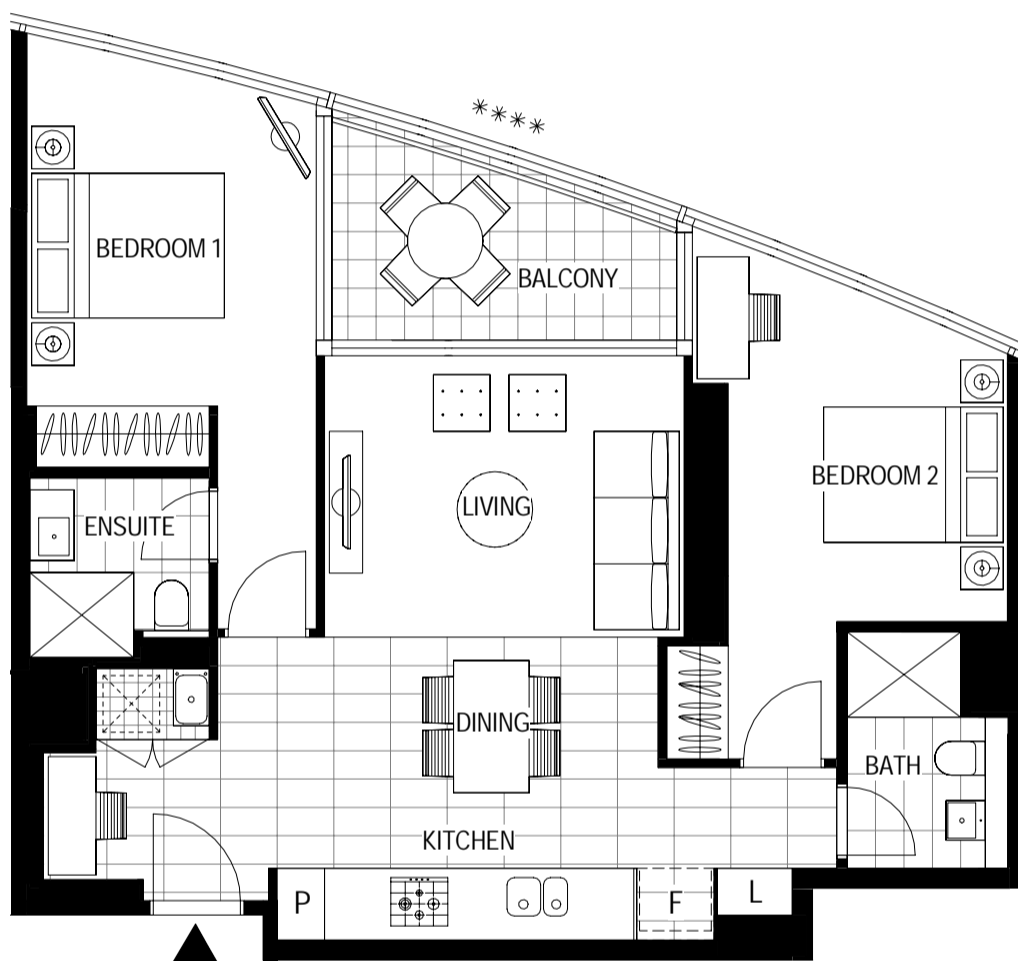 ****
BEDROOM 1
BALCONY
BEDROOM 2
LIVING
ENSUITE
DINING
BATH
KITCHEN
P
F
L